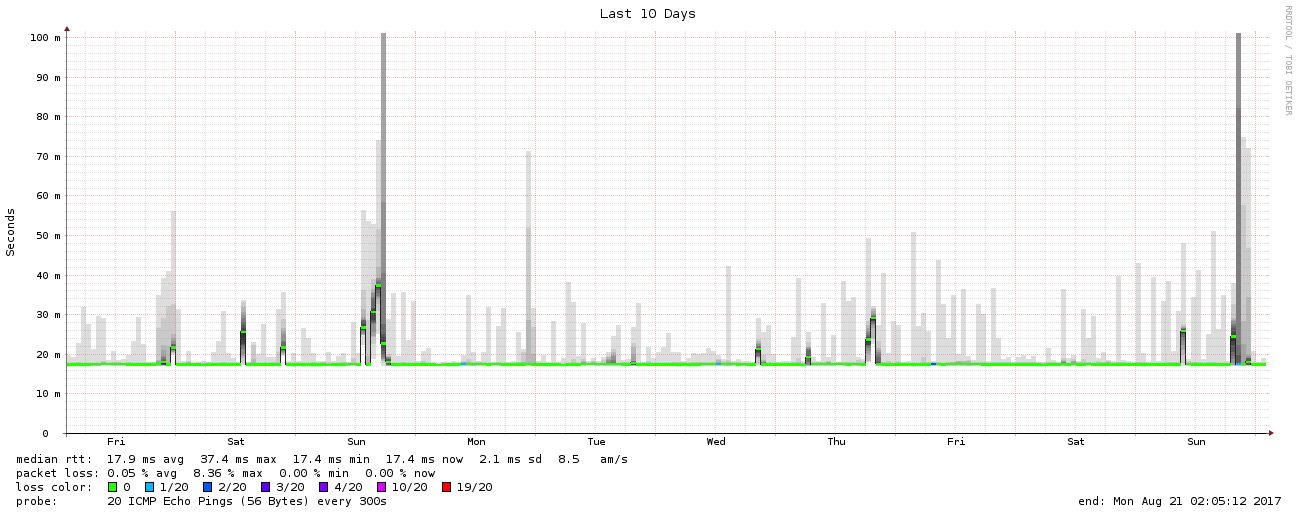 Last 10 Days
RRDTOOL / TOBI OETIKER
Seconds
100 m
90 m
80 m
70 m
60 m
50 m
40 m
30 m
20 m
10 m
0
Fri Sat Sun Mon Tue Wed Thu Fri Sat Sun
median rtt: 17.9 ms avg 37.4 ms max 17.4 ms min 17.4 ms now 2.1 ms sd 8.5 am/s
packet loss: 0.05 % avg 8.36 % max 0.00 % min 0.00 % now
loss color: 0 1/20 2/20 3/20 4/20 10/20 19/20
probe: 20 ICMP Echo Pings (56 Bytes) every 300s end: Mon Aug 21 02:05:12 2017